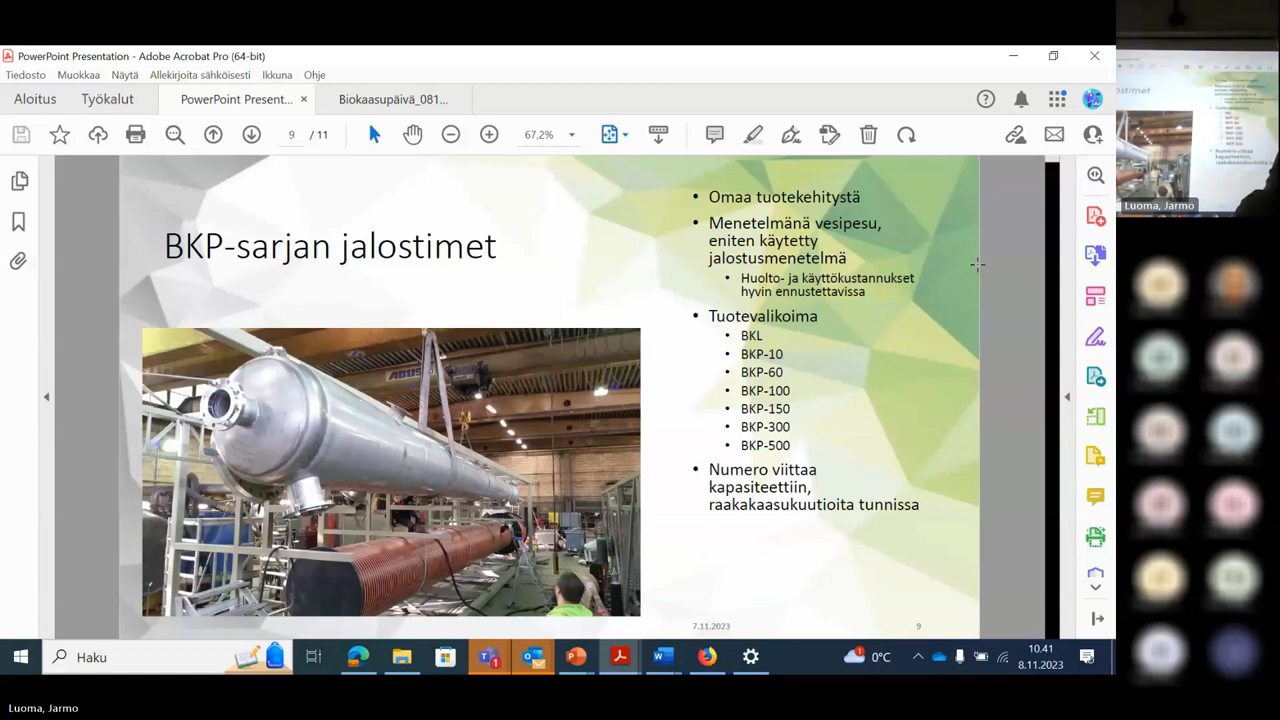 PowerPoint Presentation - Adobe Acrobat Pro (64-bit)
Tiedosto Muokkaa Näytä Allekirjoita sähköisesti Ikkuna Ohje
Aloitus Työkalut PowerPoint Present... × Biokaasupäivä_081...
9 / 11 67,2%
BKP-sarjan jalostimet
• Omaa tuotekehitystä
• Menetelmänä vesipesu,
eniten käytetty
jalostusmenetelmä
• Huolto- ja käyttökustannukset
hyvin ennustettavissa
• Tuotevalikoima
• BKL
• BKP-10
• BKP-60
• BKP-100
• BKP-150
• BKP-300
• BKP-500
• Numero viittaa
kapasiteettiin,
raakakaasukuutioita tunnissa
ABUS
7.11.2023 9
Haku
1
1
0°C
10.41
8.11.2023
Luoma, Jarmo
Luoma, Jarmo